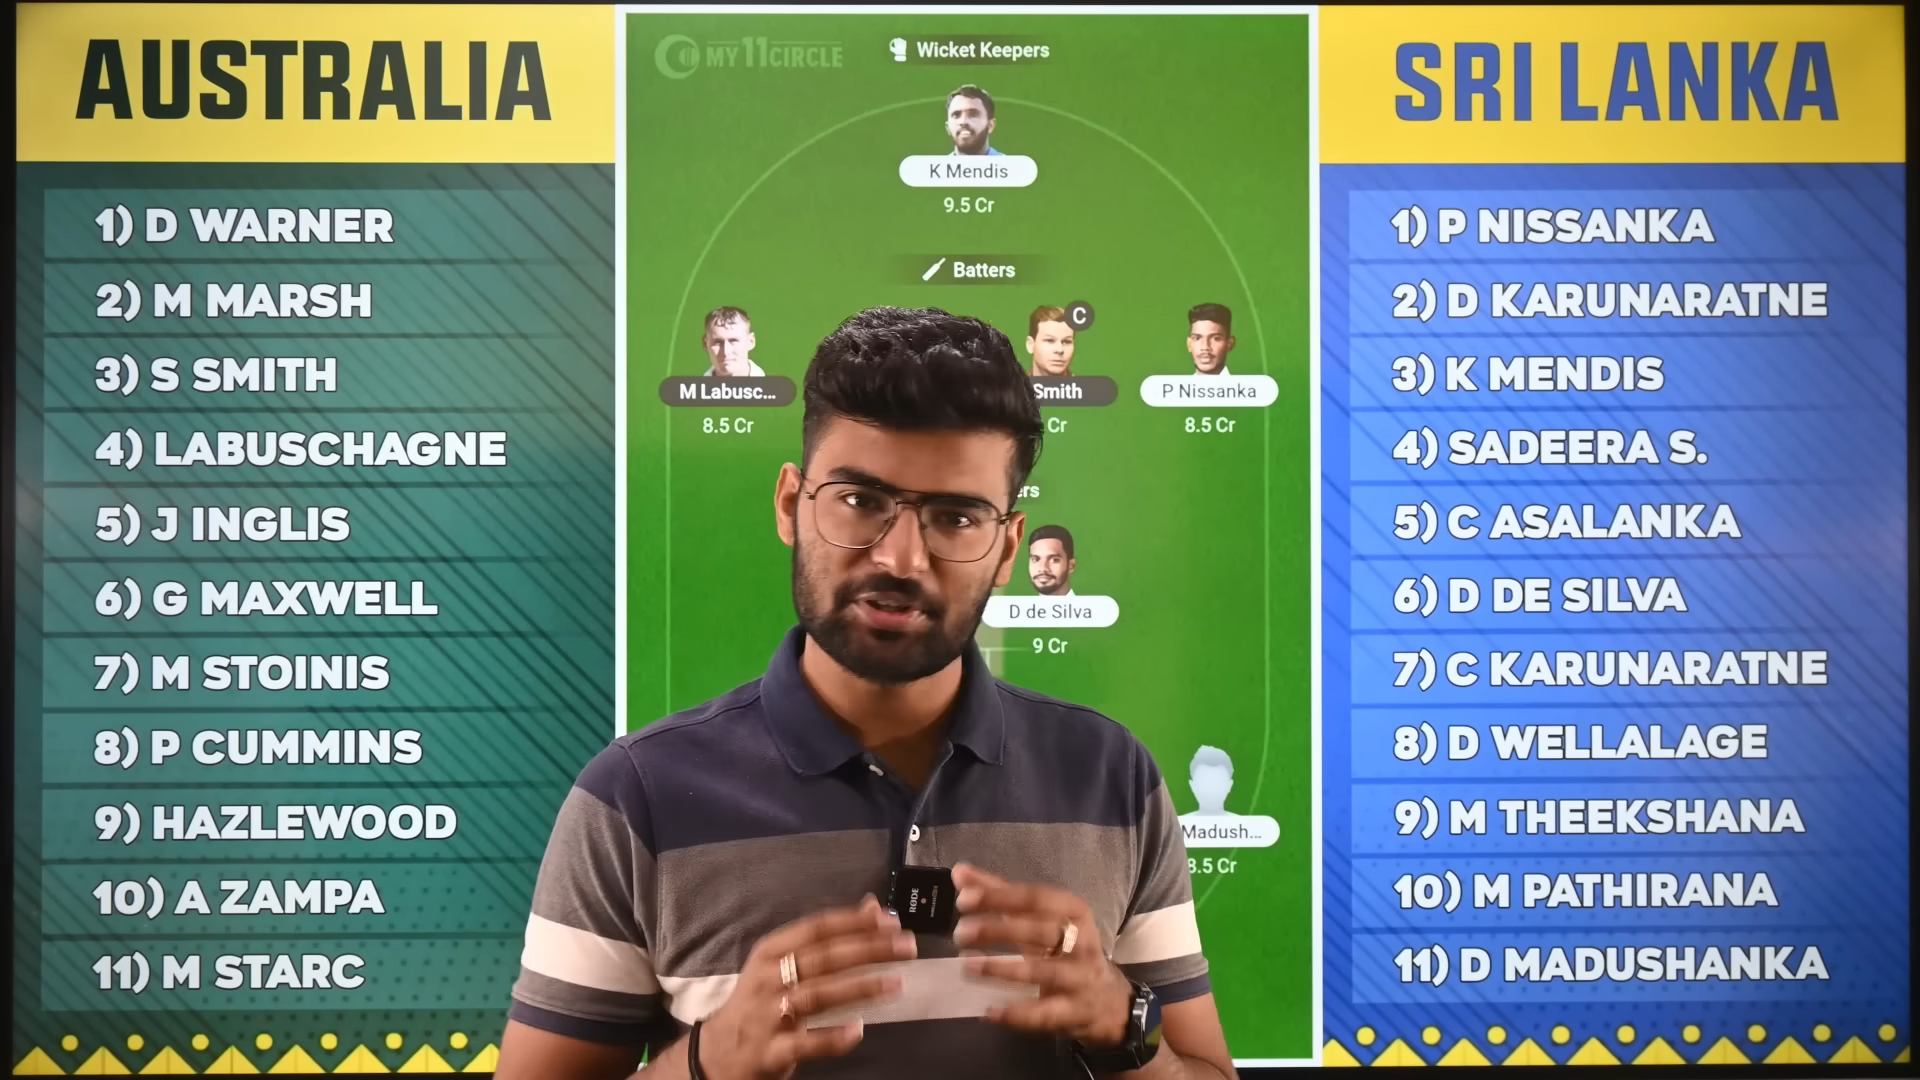 AUSTRALIA
1) D WARNER
2) M MARSH
3) S SMITH
4) LABUSCHAGNE
5) J INGLIS
6) G MAXWELL
7) M STOINIS
8) P CUMMINS
9) HAZLEWOOD
10) A ZAMPA
11) M STARC
MY11CIRCLE
Wicket Keepers
K Mendis
9.5 Cr
Batters
C
M Labusc...
Smith
P Nissanka
8.5 Cr
Cr
8.5 Cr
ers
D de Silva
9 Cr
Madush...
8.5 Cr
RØDE
SRI LANKA
1) P NISSANKA
2) D KARUNARATNE
3) K MENDIS
4) SADEERA S.
5) C ASALANKA
6) D DE SILVA
7) C KARUNARATNE
8) D WELLALAGE
9) M THEEKSHANA
10) M PATHIRANA
11) D MADUSHANKA